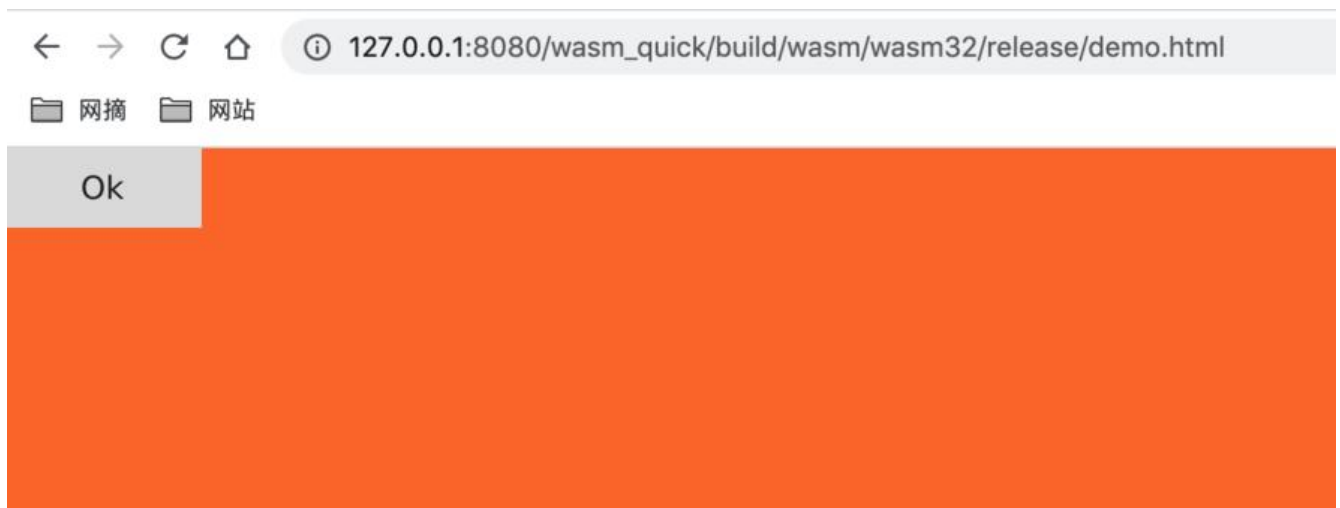 127.0.0.1:8080/wasm_quick/build/wasm/wasm32/release/demo.html
网摘 网站
Ok